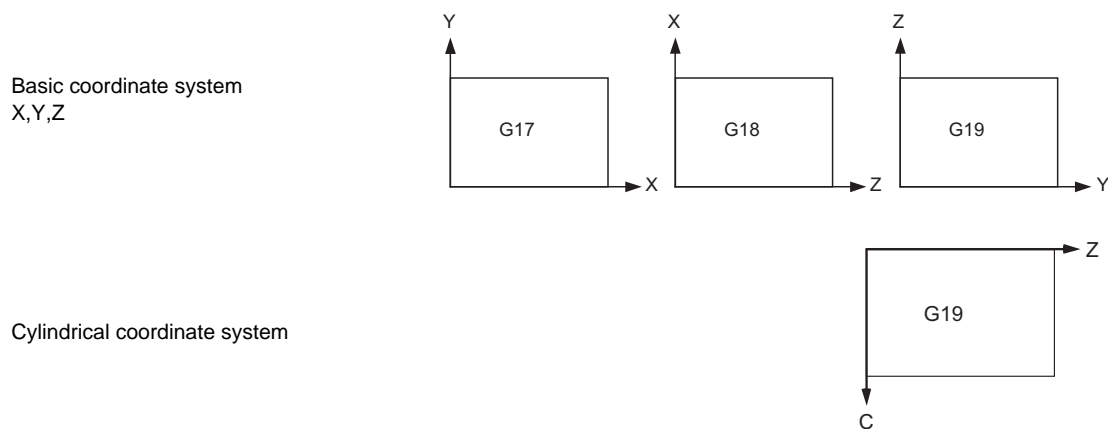 Y
X
Z
Basic coordinate system
X,Y,Z
G17
G18
G19
X
Z
Y
Z
Cylindrical coordinate system
G19
C